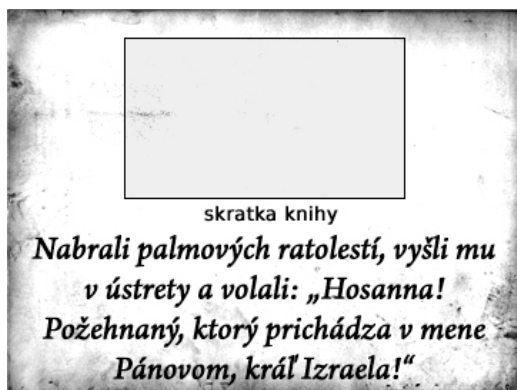 skratka knihy
Nabrali palmových ratolestí, vyšli mu
v ústrety a volali: „Hosanna!
Požehnaný, ktorý prichádza v mene
Pánovom, kráľ Izraela!“